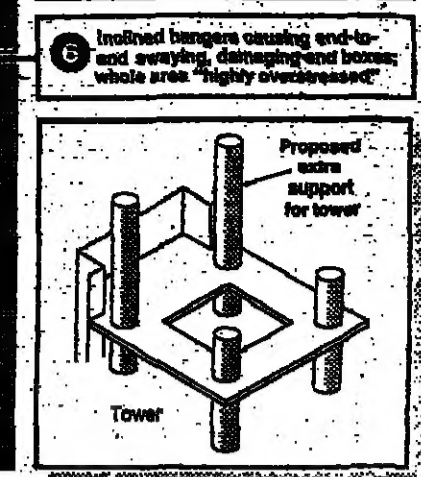 6 Inclined hangers causing end-to-
end swaying, damaging end boxes;
whole area "highly overstressed"
Proposed
extra
support
for tower
Tower